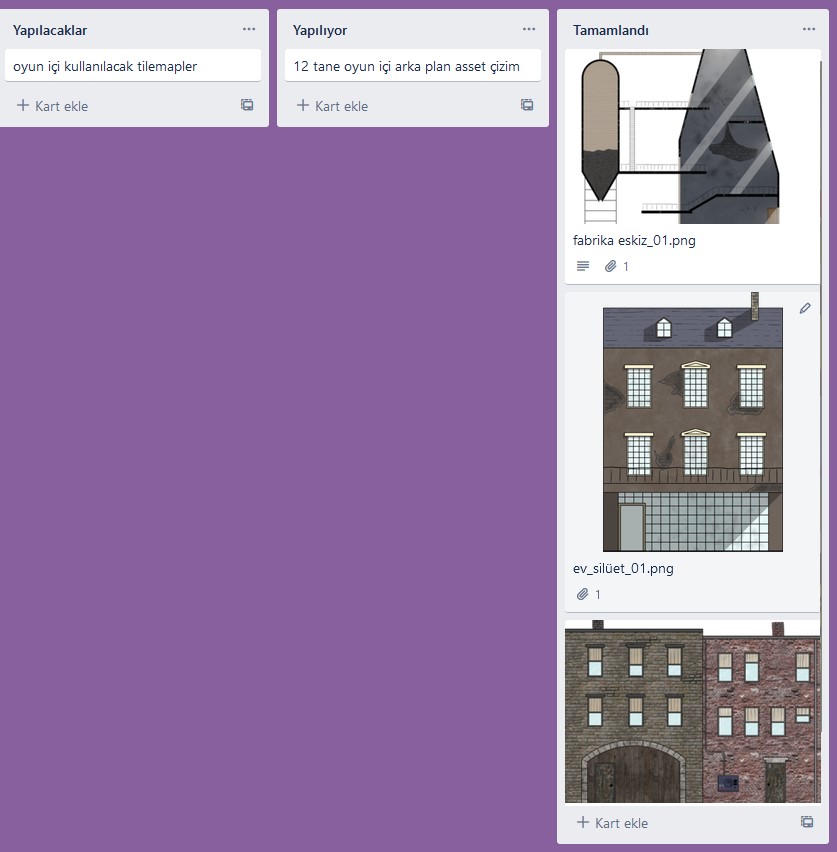 Yapılacaklar
oyun içi kullanılacak tilemapler
Kart ekle
Yapılıyor
12 tane oyun içi arka plan asset çizim
Kart ekle
Tamamlandı
fabrika eskiz_01.png
1
ev_silüet_01.png
1
Kart ekle